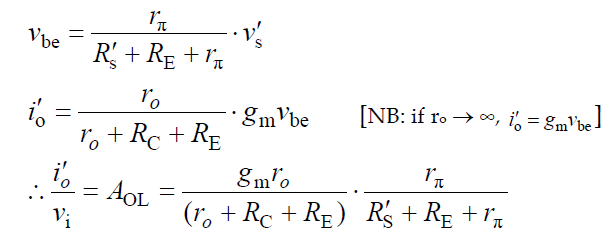 v_be = r_π / (R′_s + R_E + r_π) · v′_s
i′_o = r_o / (r_o + R_C + R_E) · g_m v_be [NB: if r_o → ∞, i′_o = g_m v_be]
∴ i′_o / v_i = A_OL = g_m r_o / (r_o + R_C + R_E) · r_π / (R′_S + R_E + r_π)